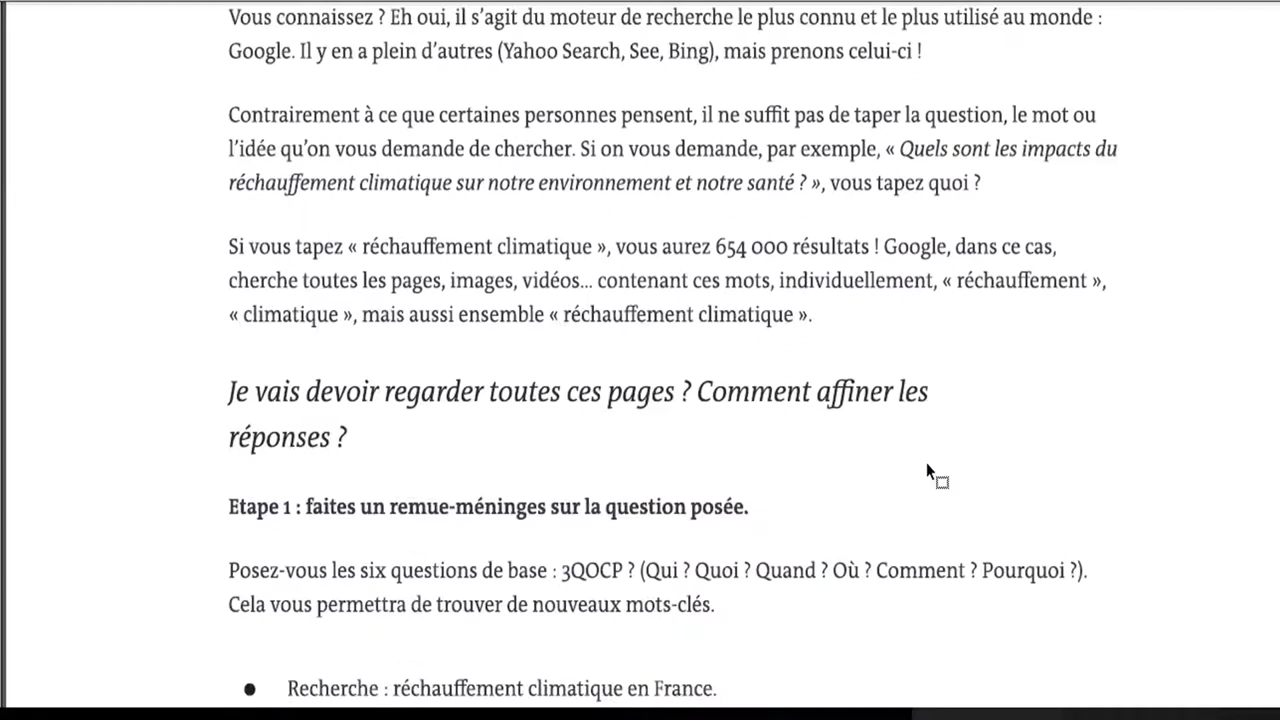 Vous connaissez ? Eh oui, il s’agit du moteur de recherche le plus connu et le plus utilisé au monde :
Google. Il y en a plein d’autres (Yahoo Search, See, Bing), mais prenons celui-ci !
Contrairement à ce que certaines personnes pensent, il ne suffit pas de taper la question, le mot ou
l’idée qu’on vous demande de chercher. Si on vous demande, par exemple, « Quels sont les impacts du
réchauffement climatique sur notre environnement et notre santé ? », vous tapez quoi ?
Si vous tapez « réchauffement climatique », vous aurez 654 000 résultats ! Google, dans ce cas,
cherche toutes les pages, images, vidéos... contenant ces mots, individuellement, « réchauffement »,
« climatique », mais aussi ensemble « réchauffement climatique ».
Je vais devoir regarder toutes ces pages ? Comment affiner les
réponses ?
Etape 1 : faites un remue-méninges sur la question posée.
Posez-vous les six questions de base : 3QOCP ? (Qui ? Quoi ? Quand ? Où ? Comment ? Pourquoi ?).
Cela vous permettra de trouver de nouveaux mots-clés.
● Recherche : réchauffement climatique en France.